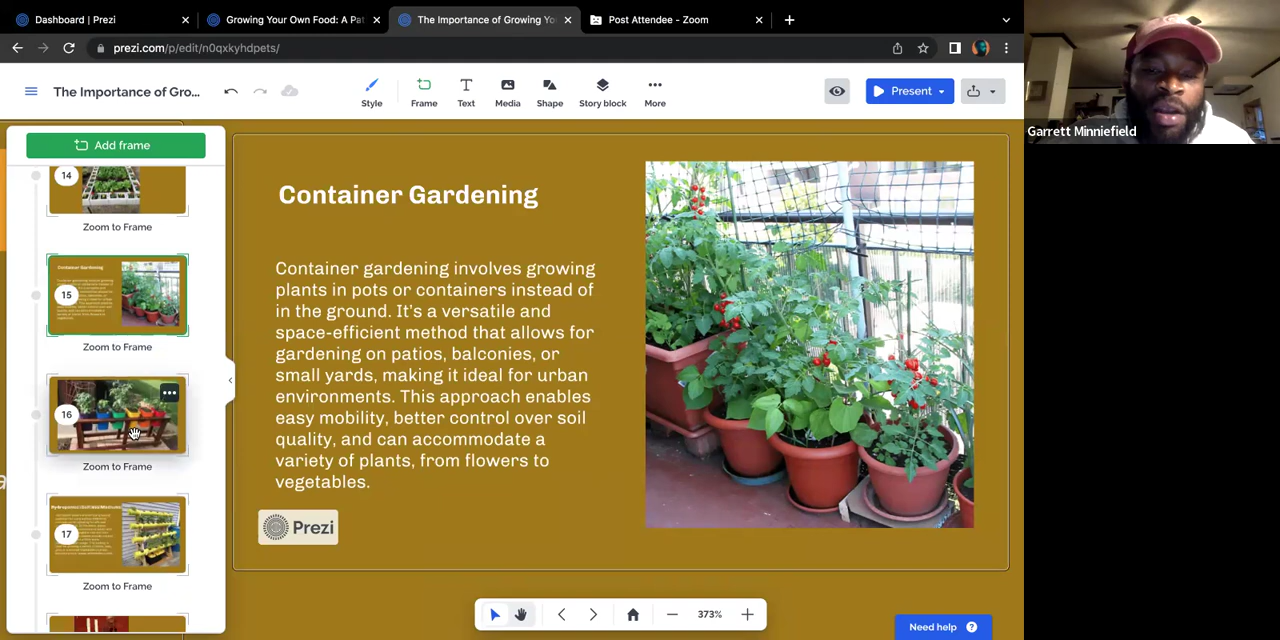 Dashboard | Prezi
Growing Your Own Food: A Pat
The Importance of Growing Yo
Post Attendee - Zoom
prezi.com/p/edit/n0qxkyhdpets/
The Importance of Gro...
Style
Frame
Text
Media
Shape
Story block
More
Present
Garrett Minniefield
Add frame
14
Zoom to Frame
Container Gardening
15
Zoom to Frame
16
Zoom to Frame
17
Zoom to Frame
Container Gardening
Container gardening involves growing
plants in pots or containers instead of
in the ground. It's a versatile and
space-efficient method that allows for
gardening on patios, balconies, or
small yards, making it ideal for urban
environments. This approach enables
easy mobility, better control over soil
quality, and can accommodate a
variety of plants, from flowers to
vegetables.
Prezi
373%
Need help